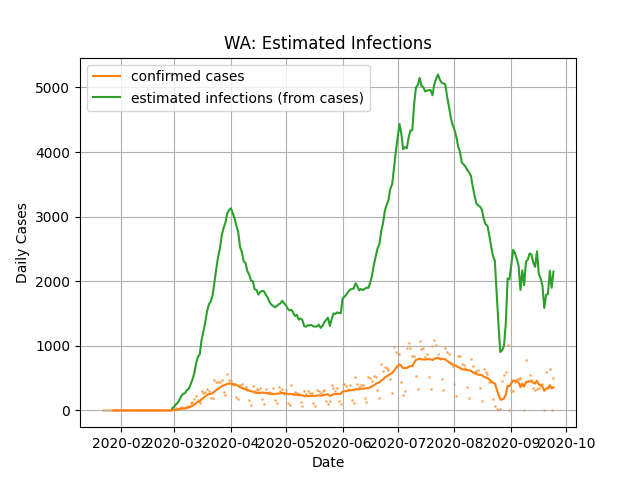 WA: Estimated Infections
confirmed cases
estimated infections (from cases)
Daily Cases
5000
4000
3000
2000
1000
0
2020-02 2020-03 2020-04 2020-05 2020-06 2020-07 2020-08 2020-09 2020-10
Date